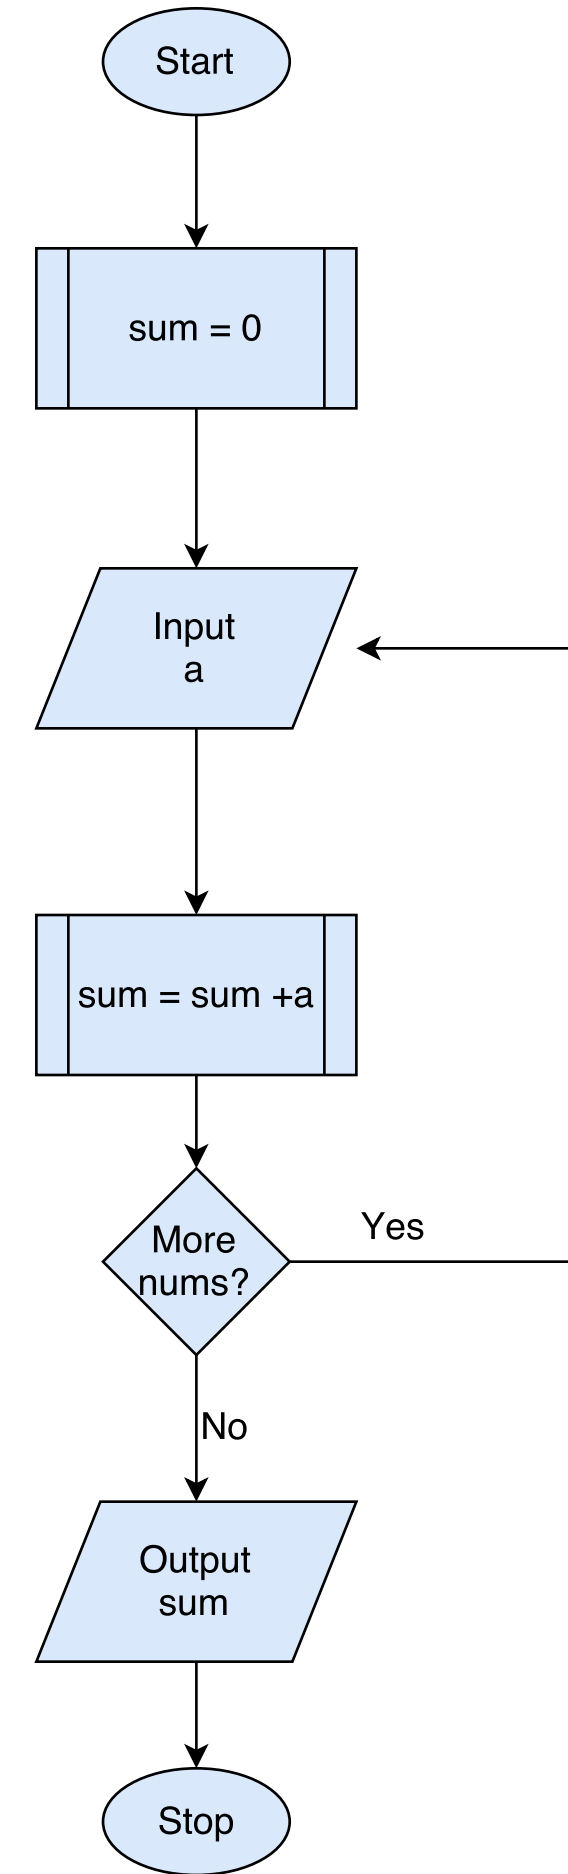 Start
sum = 0
Input
a
sum = sum +a
More
nums?
Yes
No
Output
sum
Stop